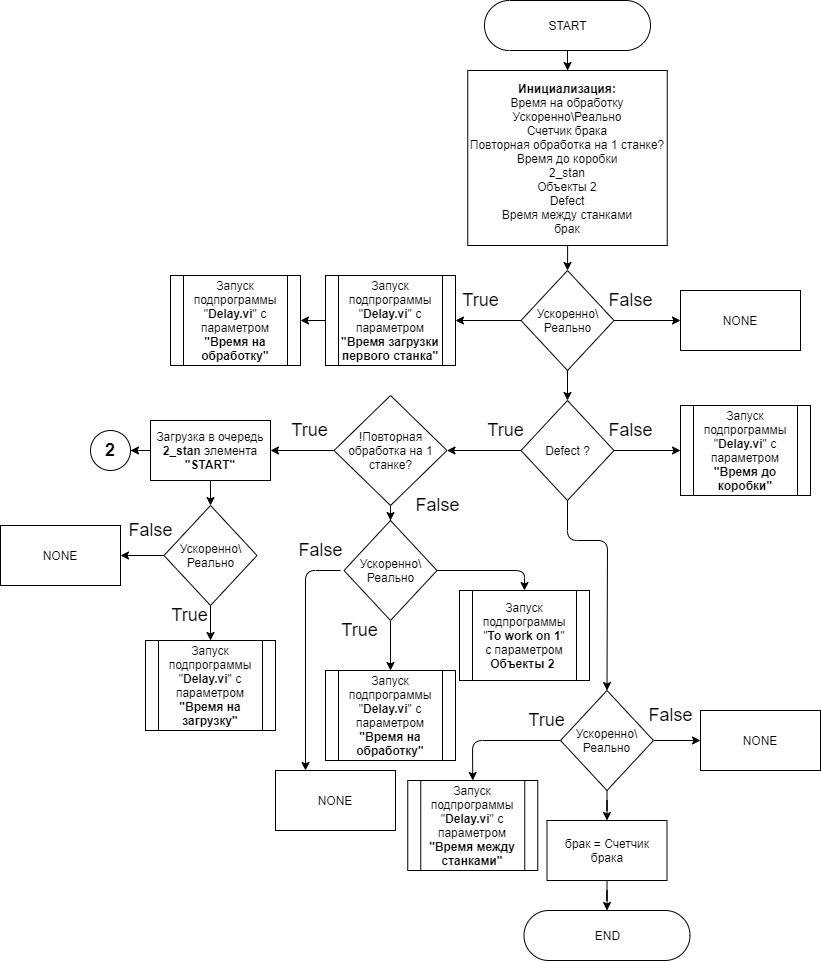 START
Инициализация:
Время на обработку
Ускоренно\Реально
Счетчик брака
Повторная обработка на 1 станке?
Время до коробки
2_stan
Объекты 2
Defect
Время между станками
брак
Запуск
подпрограммы
"Delay.vi" с
параметром
"Время на
обработку"
Запуск
подпрограммы
"Delay.vi" с
параметром
"Время загрузки
первого станка"
True
Ускоренно\
Реально
False
NONE
2
Загрузка в очередь
2_stan элемента
"START"
True
!Повторная
обработка на 1
станке?
True
Defect ?
False
Запуск
подпрограммы
"Delay.vi" с
параметром
"Время до
коробки"
False
NONE
False
Ускоренно\
Реально
True
Запуск
подпрограммы
"Delay.vi" с
параметром
"Время на
загрузку"
False
Ускоренно\
Реально
True
Запуск
подпрограммы
"To work on 1"
с параметром
Объекты 2
Запуск
подпрограммы
"Delay.vi" с
параметром
"Время на
обработку"
NONE
True
Ускоренно\
Реально
False
NONE
Запуск
подпрограммы
"Delay.vi" с
параметром
"Время между
станками"
брак = Счетчик
брака
END